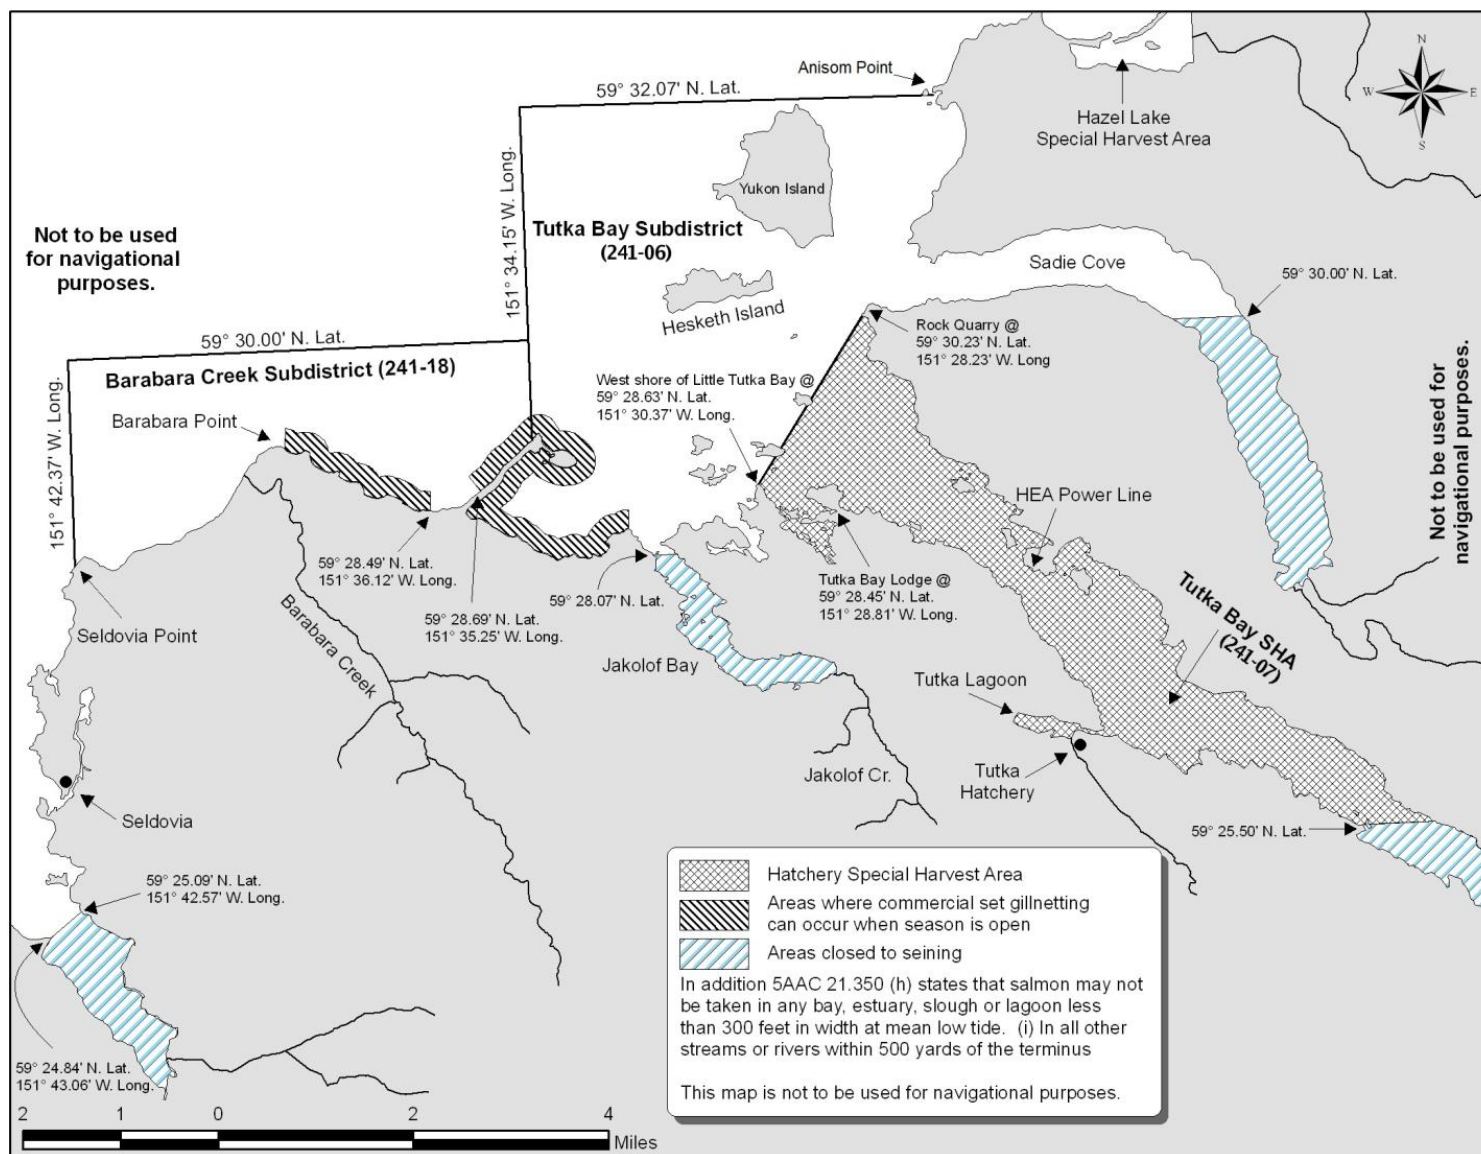 Anisom Point
59° 32.07' N. Lat.
N
W
E
S
Hazel Lake
Special Harvest Area
151° 34.15' W. Long.
Yukon Island
Not to be used
for navigational
purposes.
Tutka Bay Subdistrict
(241-06)
Sadie Cove
59° 30.00' N. Lat.
Hesketh Island
59° 30.00' N. Lat.
Rock Quarry @
59° 30.23' N. Lat.
151° 28.23' W. Long
Barabara Creek Subdistrict (241-18)
West shore of Little Tutka Bay @
59° 28.63' N. Lat.
151° 30.37' W. Long.
Not to be used for
navigational purposes.
151° 42.37' W. Long.
Barabara Point
HEA Power Line
59° 28.49' N. Lat.
151° 36.12' W. Long.
59° 28.69' N. Lat.
151° 35.25' W. Long.
59° 28.07' N. Lat.
Tutka Bay Lodge @
59° 28.45' N. Lat.
151° 28.81' W. Long.
Seldovia Point
Barabara Creek
Jakolof Bay
Tutka Bay SHA
(241-07)
Tutka Lagoon
Jakolof Cr.
Tutka
Hatchery
Seldovia
59° 25.50' N. Lat.
59° 25.09' N. Lat.
151° 42.57' W. Long.
59° 24.84' N. Lat.
151° 43.06' W. Long.
Hatchery Special Harvest Area
Areas where commercial set gillnetting
can occur when season is open
Areas closed to seining
In addition 5AAC 21.350 (h) states that salmon may not
be taken in any bay, estuary, slough or lagoon less
than 300 feet in width at mean low tide.  (i) In all other
streams or rivers within 500 yards of the terminus
This map is not to be used for navigational purposes.
2 1 0 2 4
Miles